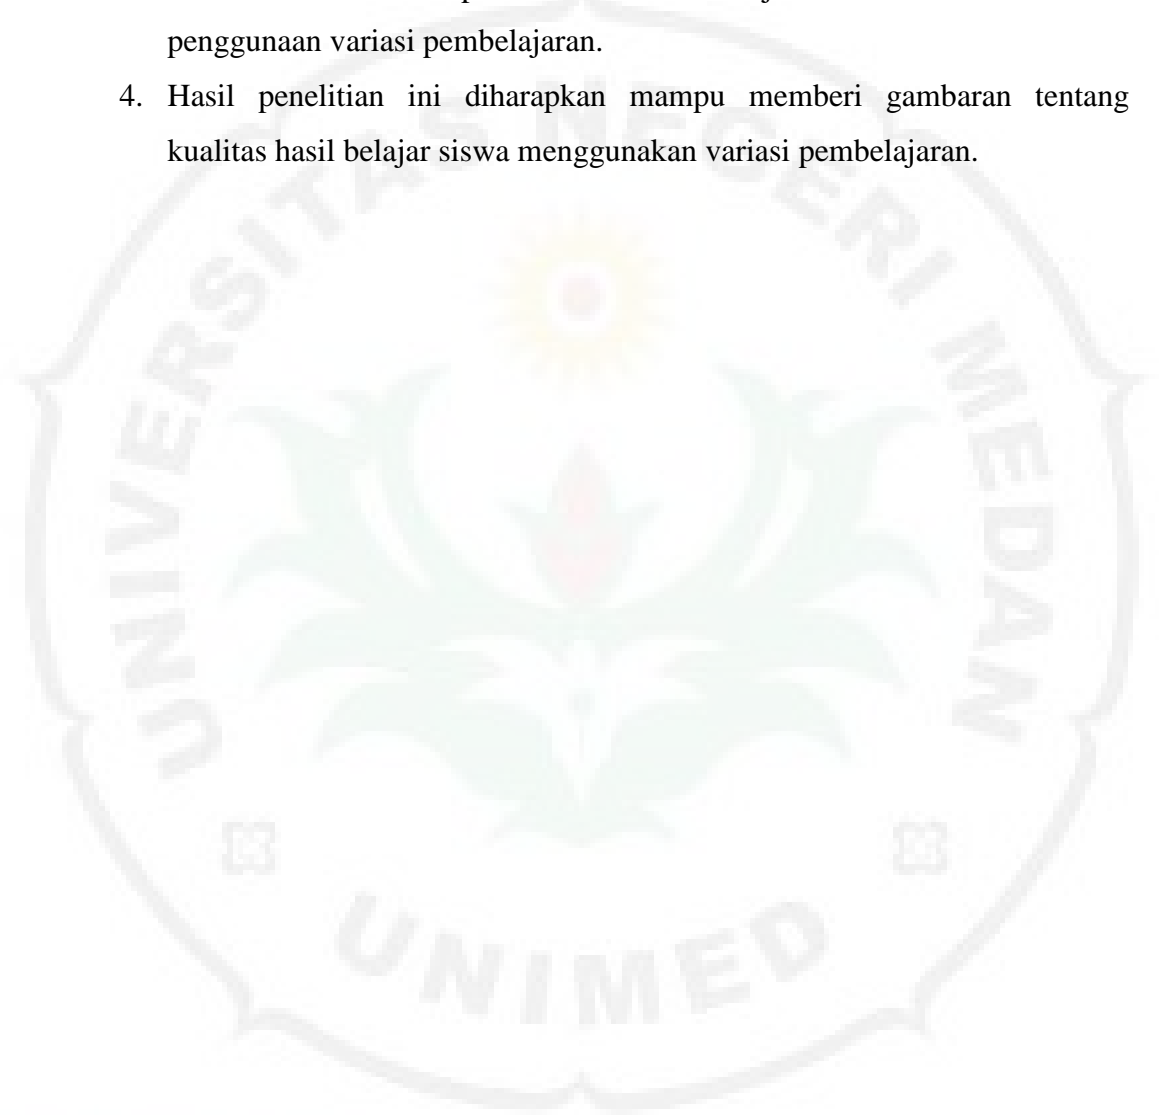 penggunaan variasi pembelajaran.
4. Hasil penelitian ini diharapkan mampu memberi gambaran tentang
kualitas hasil belajar siswa menggunakan variasi pembelajaran.
UNIVERSITAS NEGERI MEDAN
UNIMED